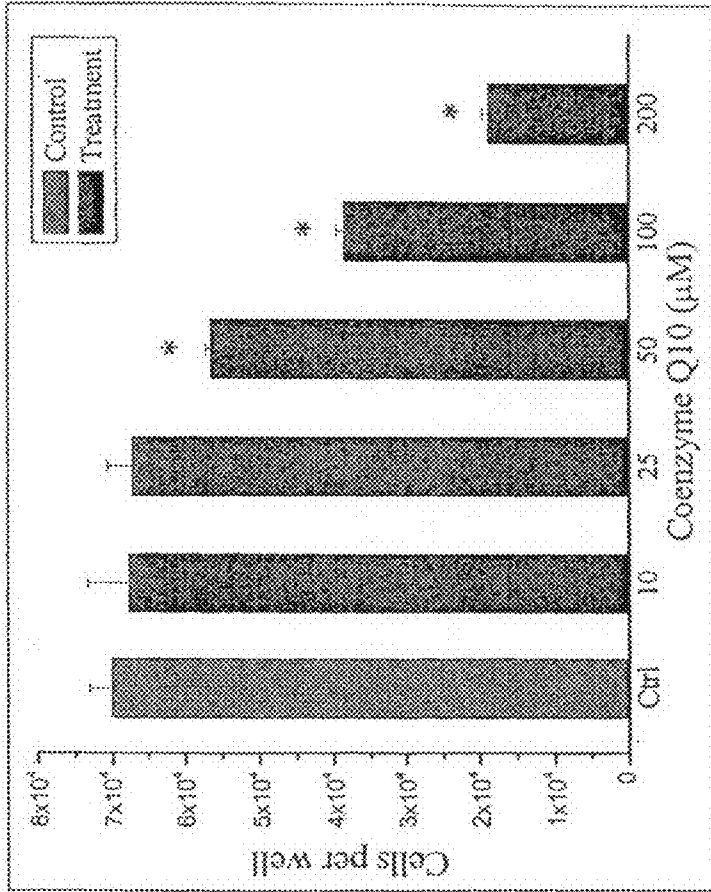 Control
Treatment
Cells per well
8x10⁴
7x10⁴
6x10⁴
5x10⁴
4x10⁴
3x10⁴
2x10⁴
1x10⁴
0
*
*
*
Ctrl 10 25 50 100 200
Coenzyme Q10 (µM)